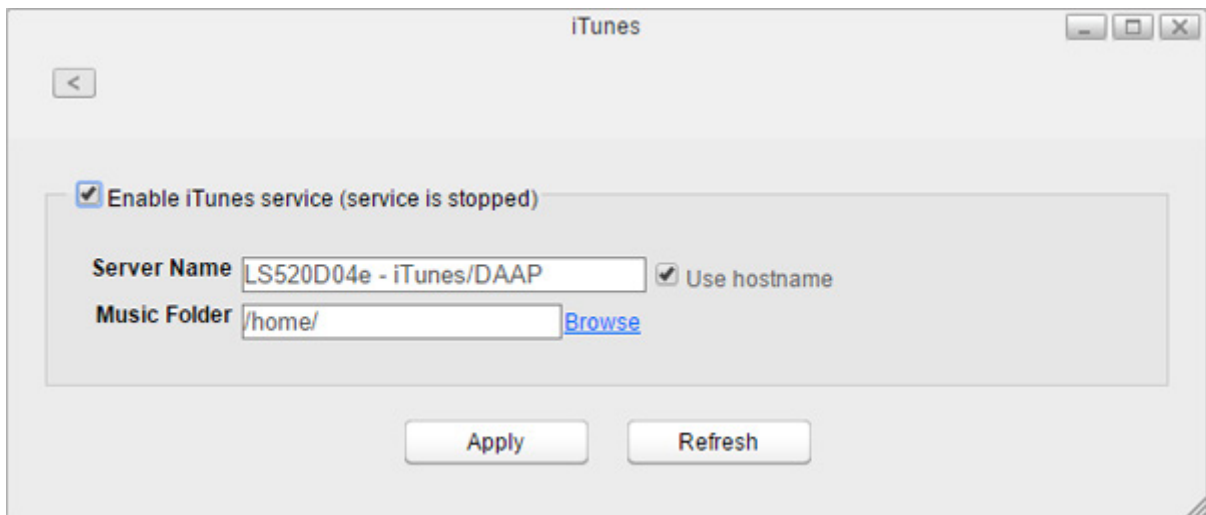 iTunes
<
Enable iTunes service (service is stopped)
Server Name LS520D04e - iTunes/DAAP Use hostname
Music Folder /home/ Browse
Apply Refresh